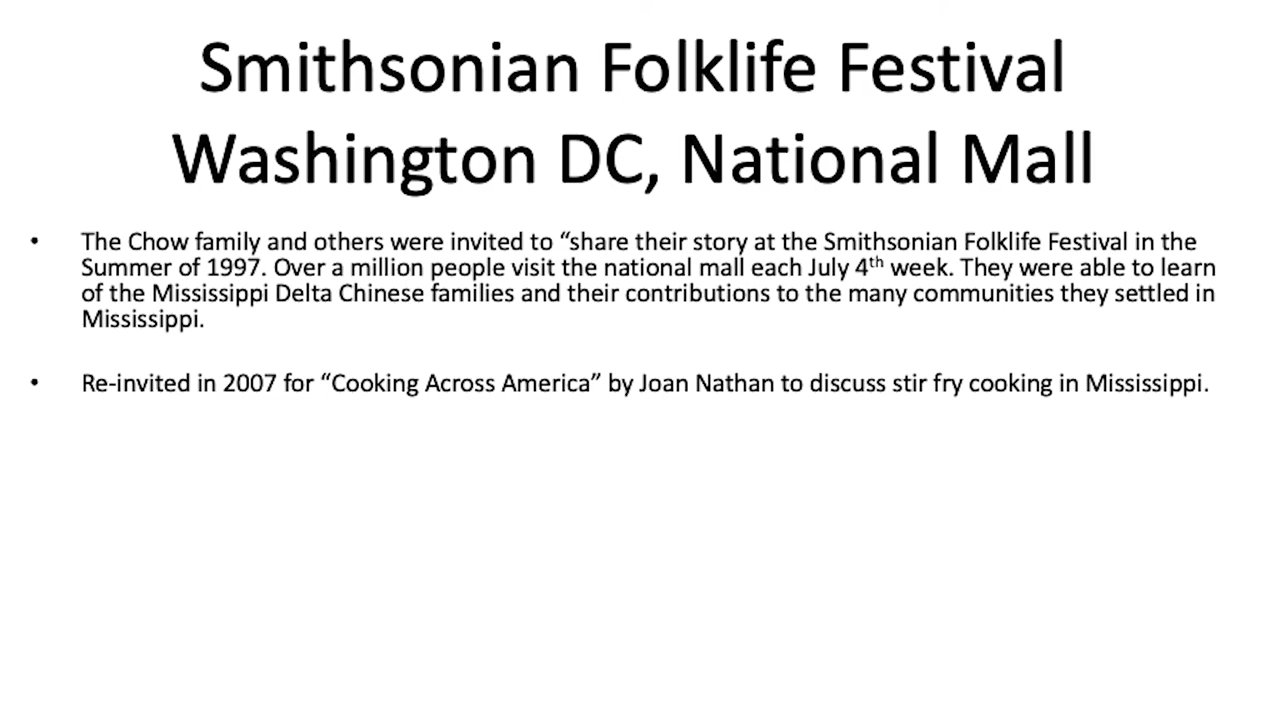 Smithsonian Folklife Festival
Washington DC, National Mall
• The Chow family and others were invited to “share their story at the Smithsonian Folklife Festival in the
Summer of 1997. Over a million people visit the national mall each July 4th week. They were able to learn
of the Mississippi Delta Chinese families and their contributions to the many communities they settled in
Mississippi.
• Re-invited in 2007 for “Cooking Across America” by Joan Nathan to discuss stir fry cooking in Mississippi.